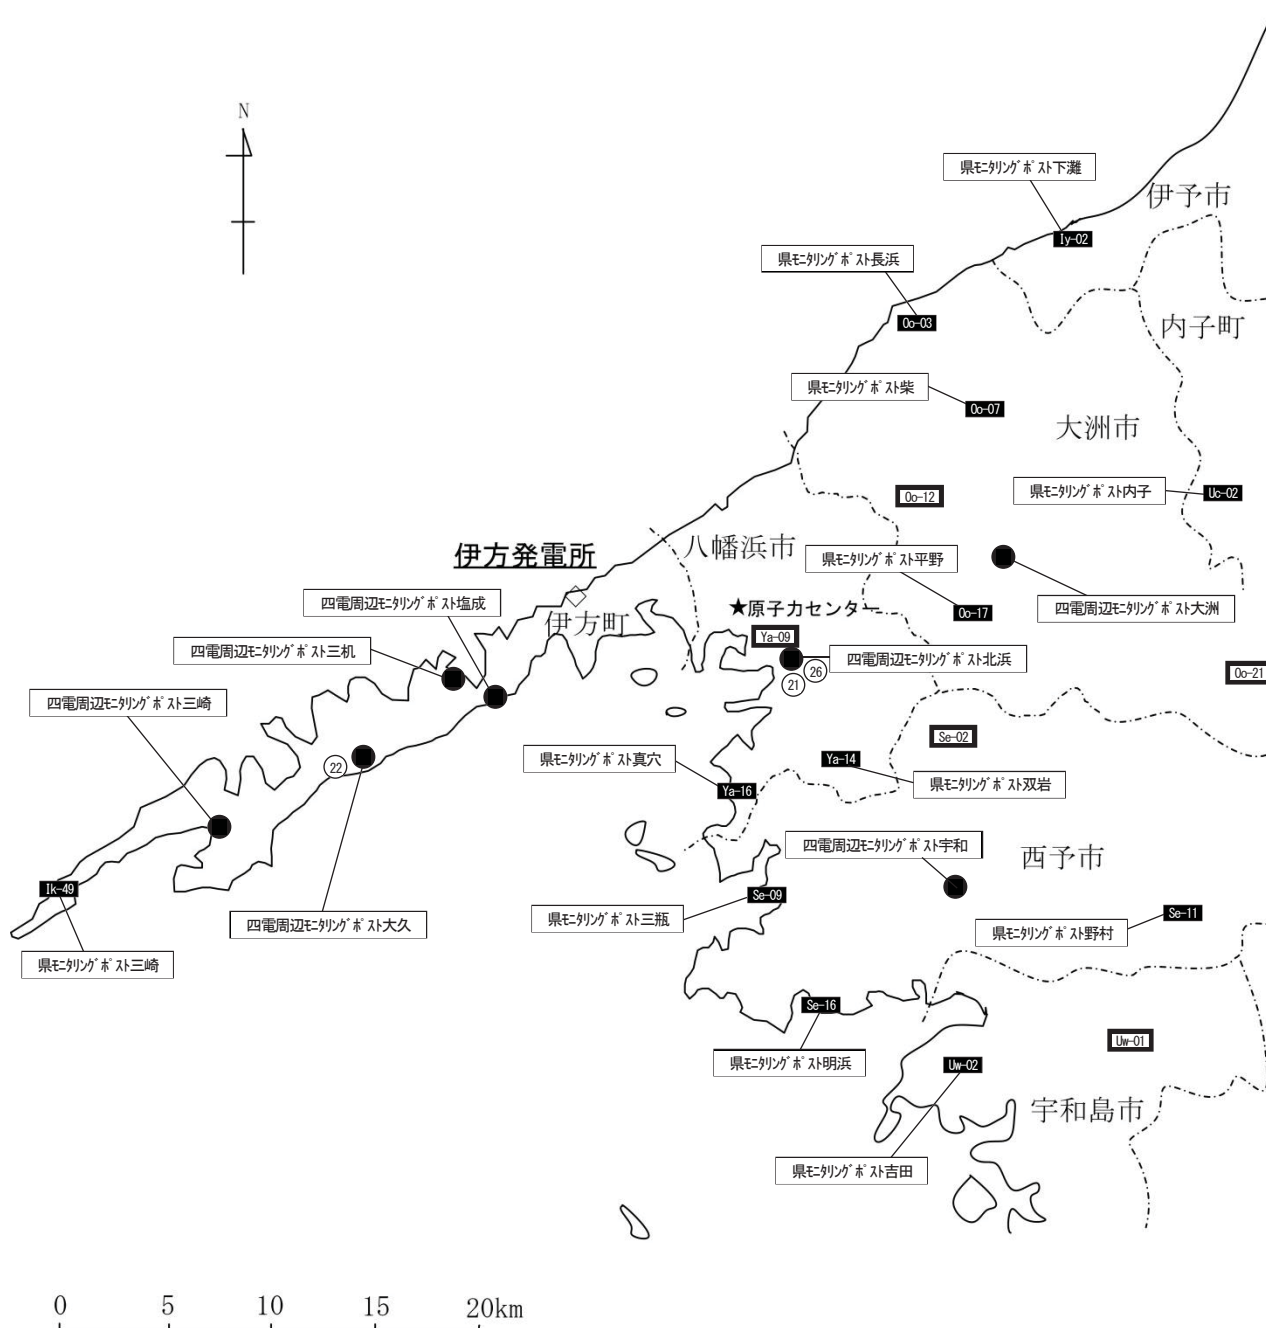 N
県ﾓﾆﾀﾘﾝｸﾞﾎﾟｽﾄ下灘
伊予市
Iy-02
県ﾓﾆﾀﾘﾝｸﾞﾎﾟｽﾄ長浜
Oo-03
内子町
県ﾓﾆﾀﾘﾝｸﾞﾎﾟｽﾄ柴
Oo-07
大洲市
県ﾓﾆﾀﾘﾝｸﾞﾎﾟｽﾄ内子
Uc-02
Oo-12
八幡浜市
伊方発電所
県ﾓﾆﾀﾘﾝｸﾞﾎﾟｽﾄ平野
四電周辺ﾓﾆﾀﾘﾝｸﾞﾎﾟｽﾄ塩成
★原子力センター
Oo-17
四電周辺ﾓﾆﾀﾘﾝｸﾞﾎﾟｽﾄ大洲
伊方町
Ya-09
四電周辺ﾓﾆﾀﾘﾝｸﾞﾎﾟｽﾄ三机
四電周辺ﾓﾆﾀﾘﾝｸﾞﾎﾟｽﾄ北浜
26
21
Oo-21
四電周辺ﾓﾆﾀﾘﾝｸﾞﾎﾟｽﾄ三崎
Se-02
22
県ﾓﾆﾀﾘﾝｸﾞﾎﾟｽﾄ真穴
Ya-14
Ya-16
県ﾓﾆﾀﾘﾝｸﾞﾎﾟｽﾄ双岩
四電周辺ﾓﾆﾀﾘﾝｸﾞﾎﾟｽﾄ宇和
西予市
Ik-49
Se-09
四電周辺ﾓﾆﾀﾘﾝｸﾞﾎﾟｽﾄ大久
県ﾓﾆﾀﾘﾝｸﾞﾎﾟｽﾄ三瓶
Se-11
県ﾓﾆﾀﾘﾝｸﾞﾎﾟｽﾄ野村
県ﾓﾆﾀﾘﾝｸﾞﾎﾟｽﾄ三崎
Se-16
Uw-01
県ﾓﾆﾀﾘﾝｸﾞﾎﾟｽﾄ明浜
Uw-02
宇和島市
県ﾓﾆﾀﾘﾝｸﾞﾎﾟｽﾄ吉田
0 5 10 15 20km